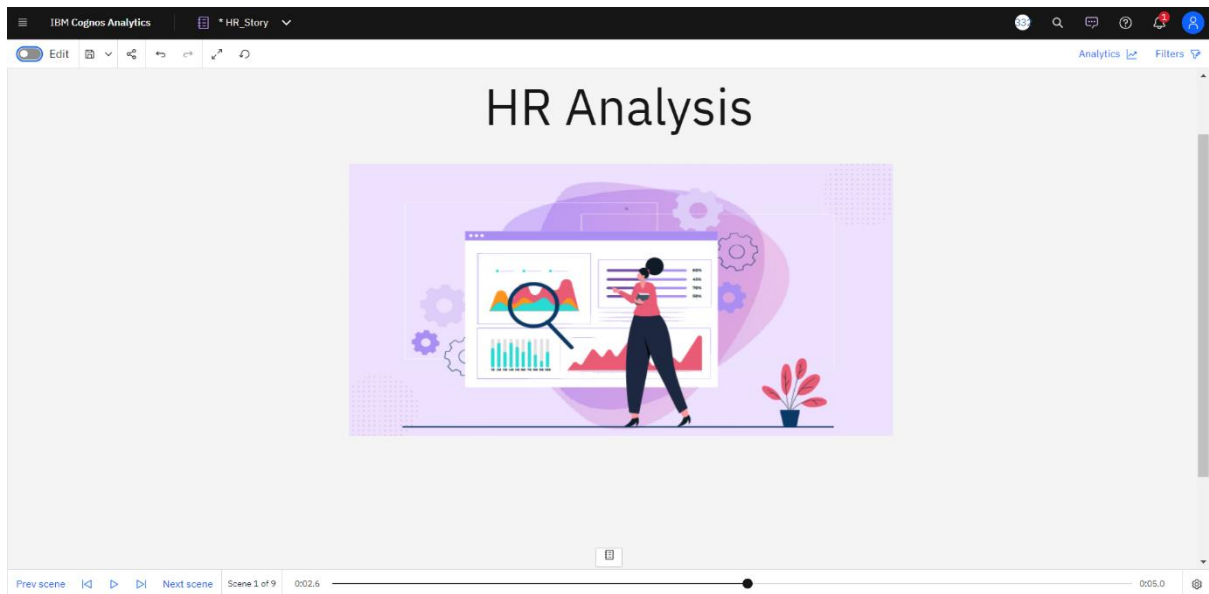 IBM Cognos Analytics
* HR_Story
1
Edit
Analytics
Filters
HR Analysis
Prev scene
Next scene
Scene 1 of 9
0:02.6
0:05.0